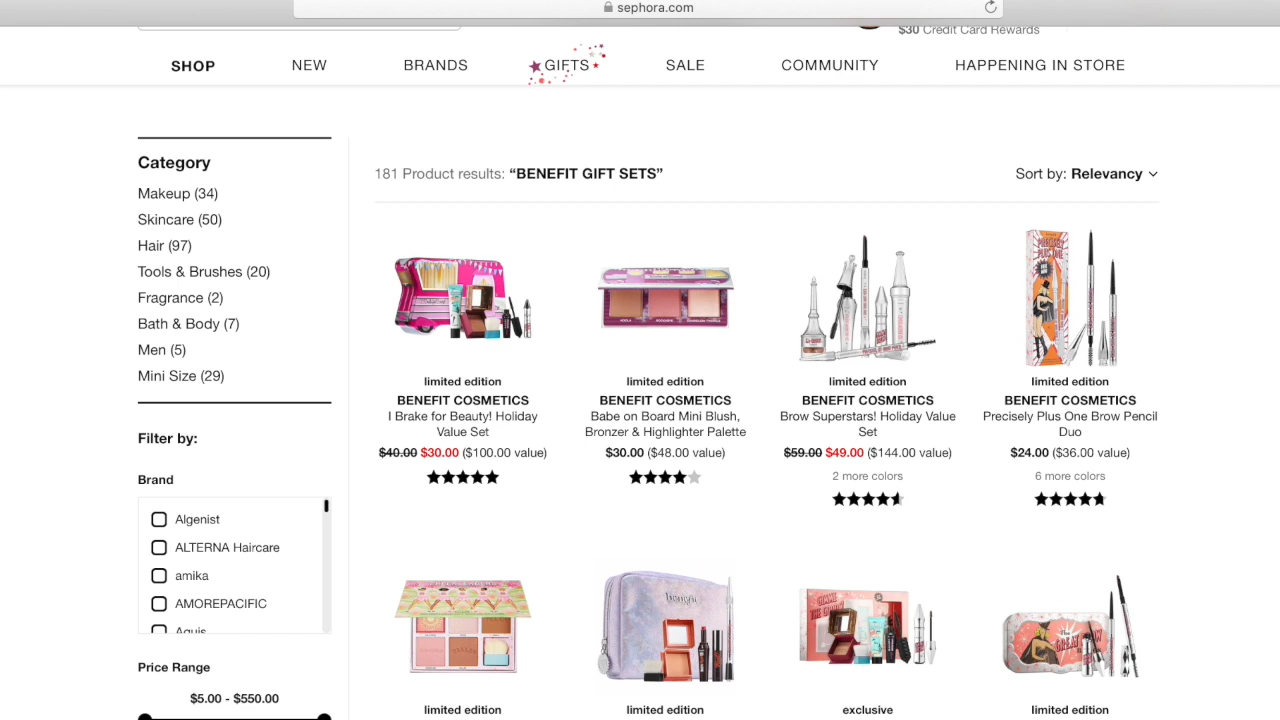 sephora.com
$30 Credit Card Rewards
SHOP
NEW
BRANDS
GIFTS
SALE
COMMUNITY
HAPPENING IN STORE
Category
Makeup (34)
Skincare (50)
Hair (97)
Tools & Brushes (20)
Fragrance (2)
Bath & Body (7)
Men (5)
Mini Size (29)
Filter by:
Brand
Algenist
ALTERNA Haircare
amika
AMOREPACIFIC
Aquis
Price Range
$5.00 - $550.00
181 Product results: “BENEFIT GIFT SETS”
Sort by: Relevancy
limited edition
BENEFIT COSMETICS
I Brake for Beauty! Holiday
Value Set
$40.00 $30.00 ($100.00 value)
limited edition
BENEFIT COSMETICS
Babe on Board Mini Blush,
Bronzer & Highlighter Palette
$30.00 ($48.00 value)
limited edition
BENEFIT COSMETICS
Brow Superstars! Holiday Value
Set
$59.00 $49.00 ($144.00 value)
2 more colors
PRECISELY
PLUS ONE
limited edition
BENEFIT COSMETICS
Precisely Plus One Brow Pencil
Duo
$24.00 ($36.00 value)
6 more colors
limited edition
benefit
limited edition
exclusive
The
GREAT
limited edition